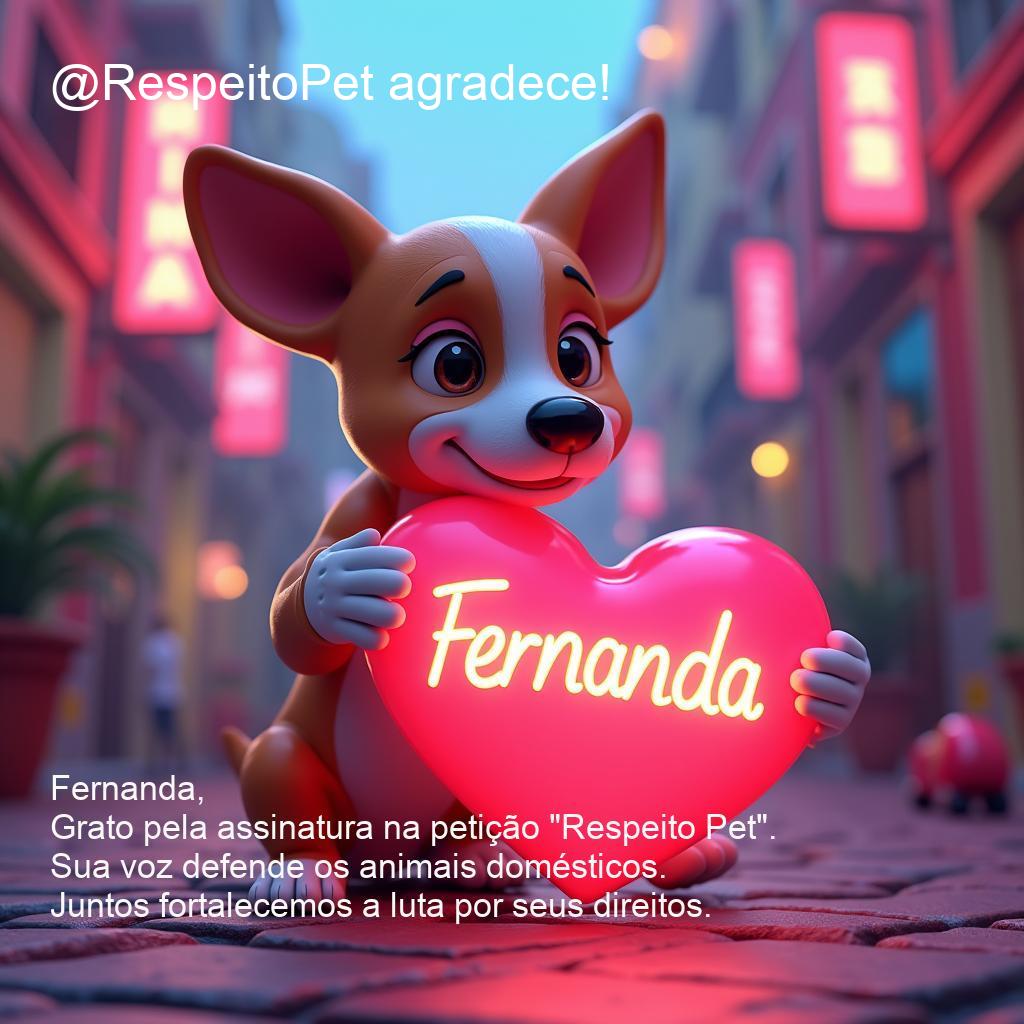 @RespeitoPet agradece!
Fernanda
Fernanda,
Grato pela assinatura na petição "Respeito Pet".
Sua voz defende os animais domésticos.
Juntos fortalecemos a luta por seus direitos.